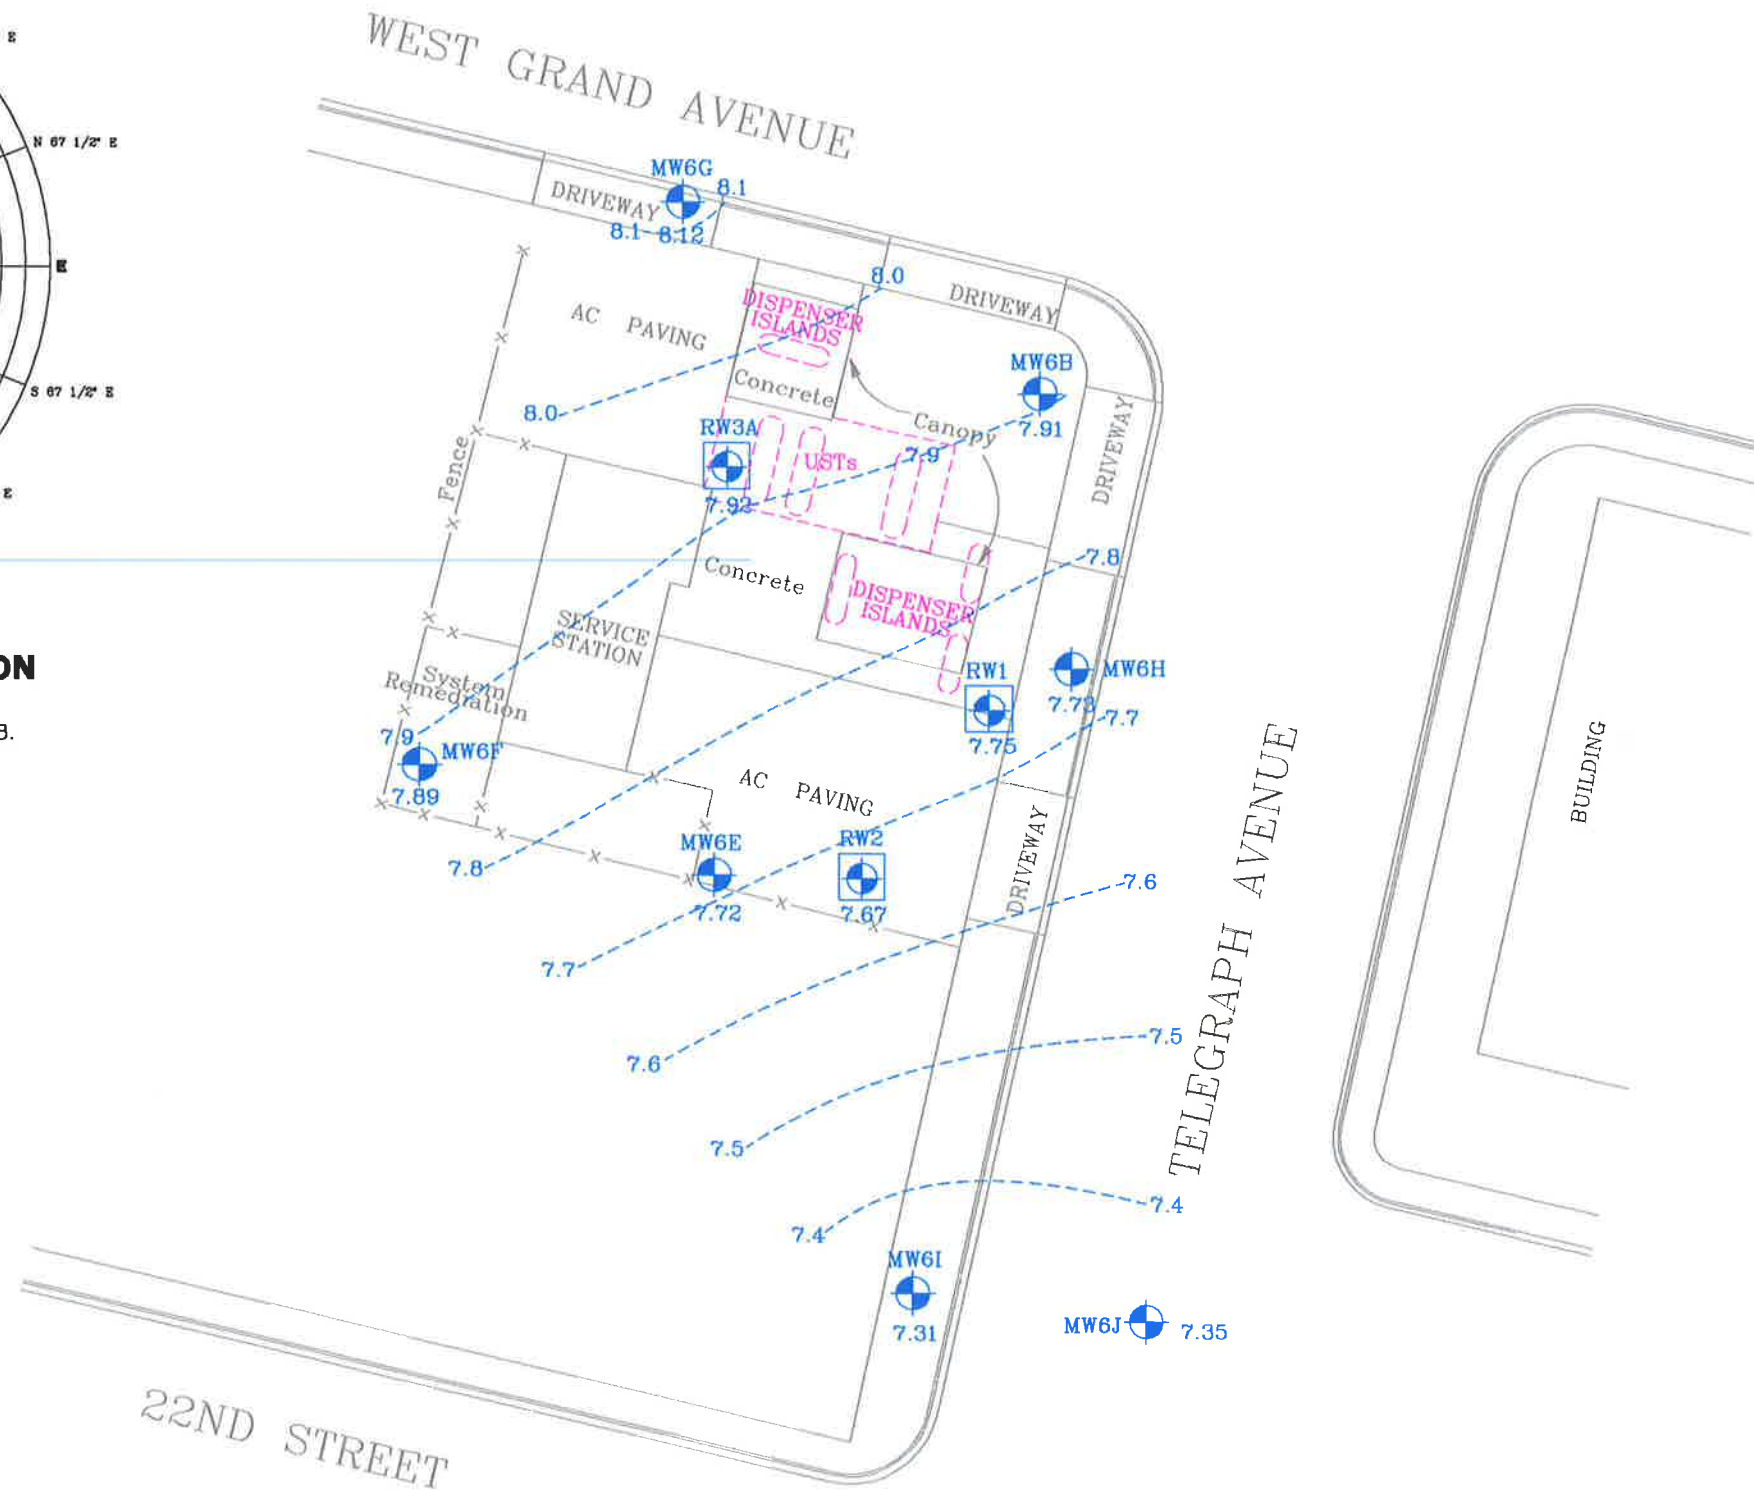 E
N 67 1/2° E
E
S 67 1/2° E
E
ON
3.
WEST GRAND AVENUE
MW6G
8.1
DRIVEWAY
8.1
8.12
8.0
DRIVEWAY
DISPENSER
ISLANDS
AC PAVING
MW6B
7.91
Concrete
8.0
Canopy
DRIVEWAY
RW3A
7.92
USTs
7.9
Fence
7.8
Concrete
DISPENSER
ISLANDS
SERVICE
STATION
System
Remediation
RW1
7.75
MW6H
7.73
7.7
7.9
MW6F
7.89
AC PAVING
BUILDING
TELEGRAPH AVENUE
DRIVEWAY
MW6E
7.72
RW2
7.67
7.8
7.6
7.7
7.5
7.6
7.5
7.4
7.4
MW6I
7.31
MW6J
7.35
22ND STREET